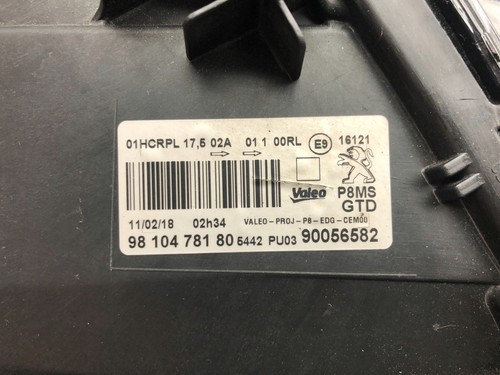 01HCRPL 17,5 02A 01 1 00RL E9 16121
Valeo P8MS
GTD
11/02/18 02h34 VALEO-PROJ-P8-EDG-CEM00
98 104 781 80 5442 PU03 90056582